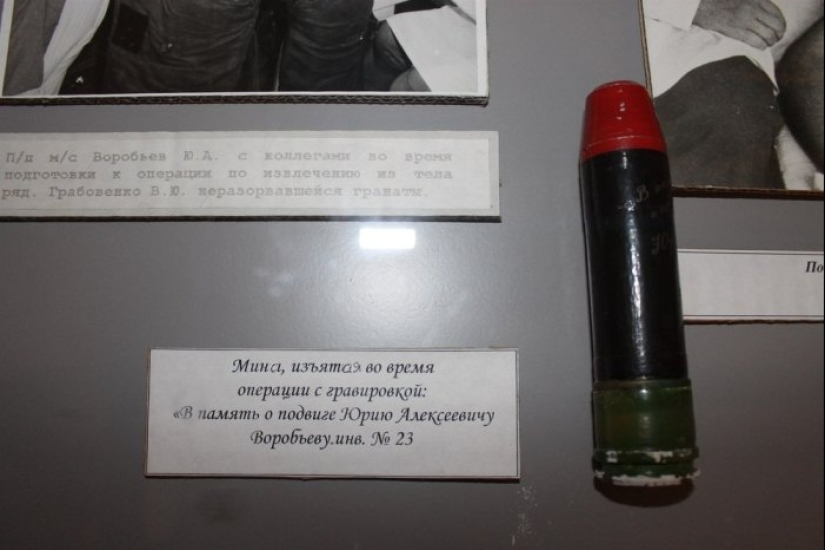 П/п м/с Воробьев Ю.А. с коллегами во время
подготовки к операции по извлечению из тела
ряд. Грабовенко В.Ю. неразорвавшейся гранаты.
Мина, изъятая во время
операции с гравировкой:
«В память о подвиге Юрию Алексеевичу
Воробьеву.инв. № 23
По